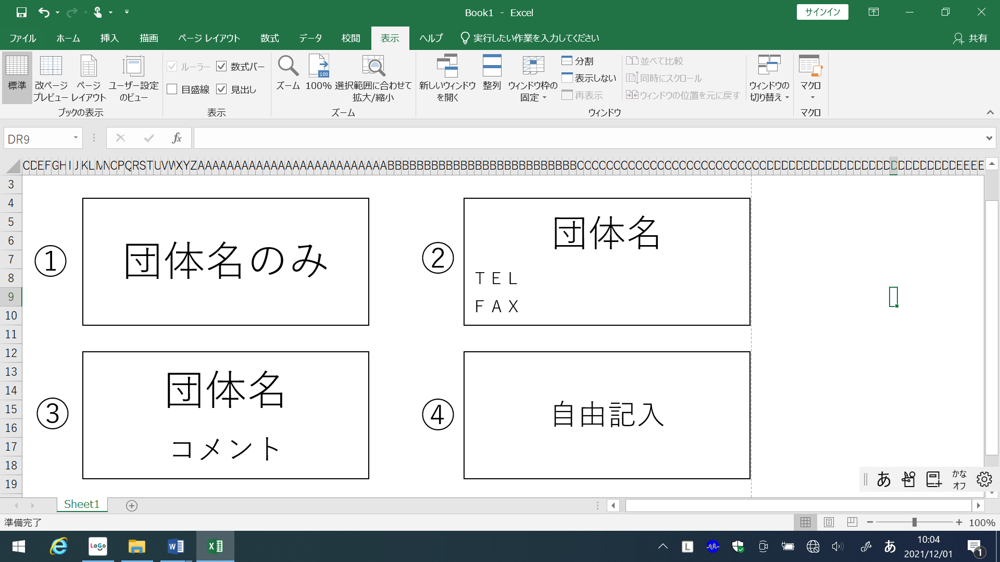 Book1 - Excel
サインイン
ファイル ホーム 挿入 描画 ページ レイアウト 数式 データ 校閲 表示 ヘルプ 実行したい作業を入力してください 共有
標準
改ページ
プレビュー
ページ
レイアウト
ユーザー設定
のビュー
ブックの表示
ルーラー 数式バー
目盛線 見出し
表示
ズーム
100
100%
選択範囲に合わせて
拡大/縮小
ズーム
新しいウィンドウ
を開く
整列
ウィンドウ枠の
固定
分割
表示しない
再表示
並べて比較
同時にスクロール
ウィンドウの位置を元に戻す
ウィンドウ
ウィンドウの
切り替え
マクロ
マクロ
DR9
fx
3
4
5
6
7
8
9
10
11
12
13
14
15
16
17
18
19
①
団体名のみ
②
団体名
ＴＥＬ
ＦＡＸ
③
団体名
コメント
④
自由記入
あ
かな
オフ
Sheet1
準備完了
100%
LoGo
L
あ
10:04
2021/12/01
1